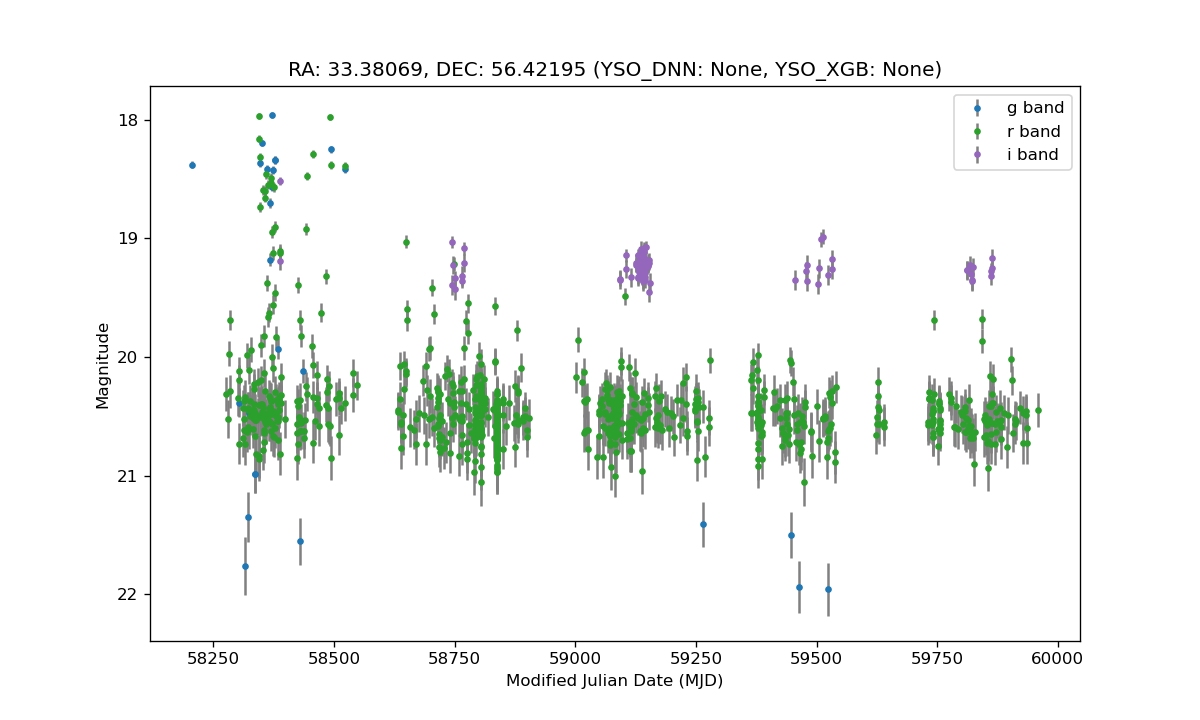 RA: 33.38069, DEC: 56.42195 (YSO_DNN: None, YSO_XGB: None)
g band
r band
i band
18
19
20
21
22
Magnitude
58250 58500 58750 59000 59250 59500 59750 60000
Modified Julian Date (MJD)